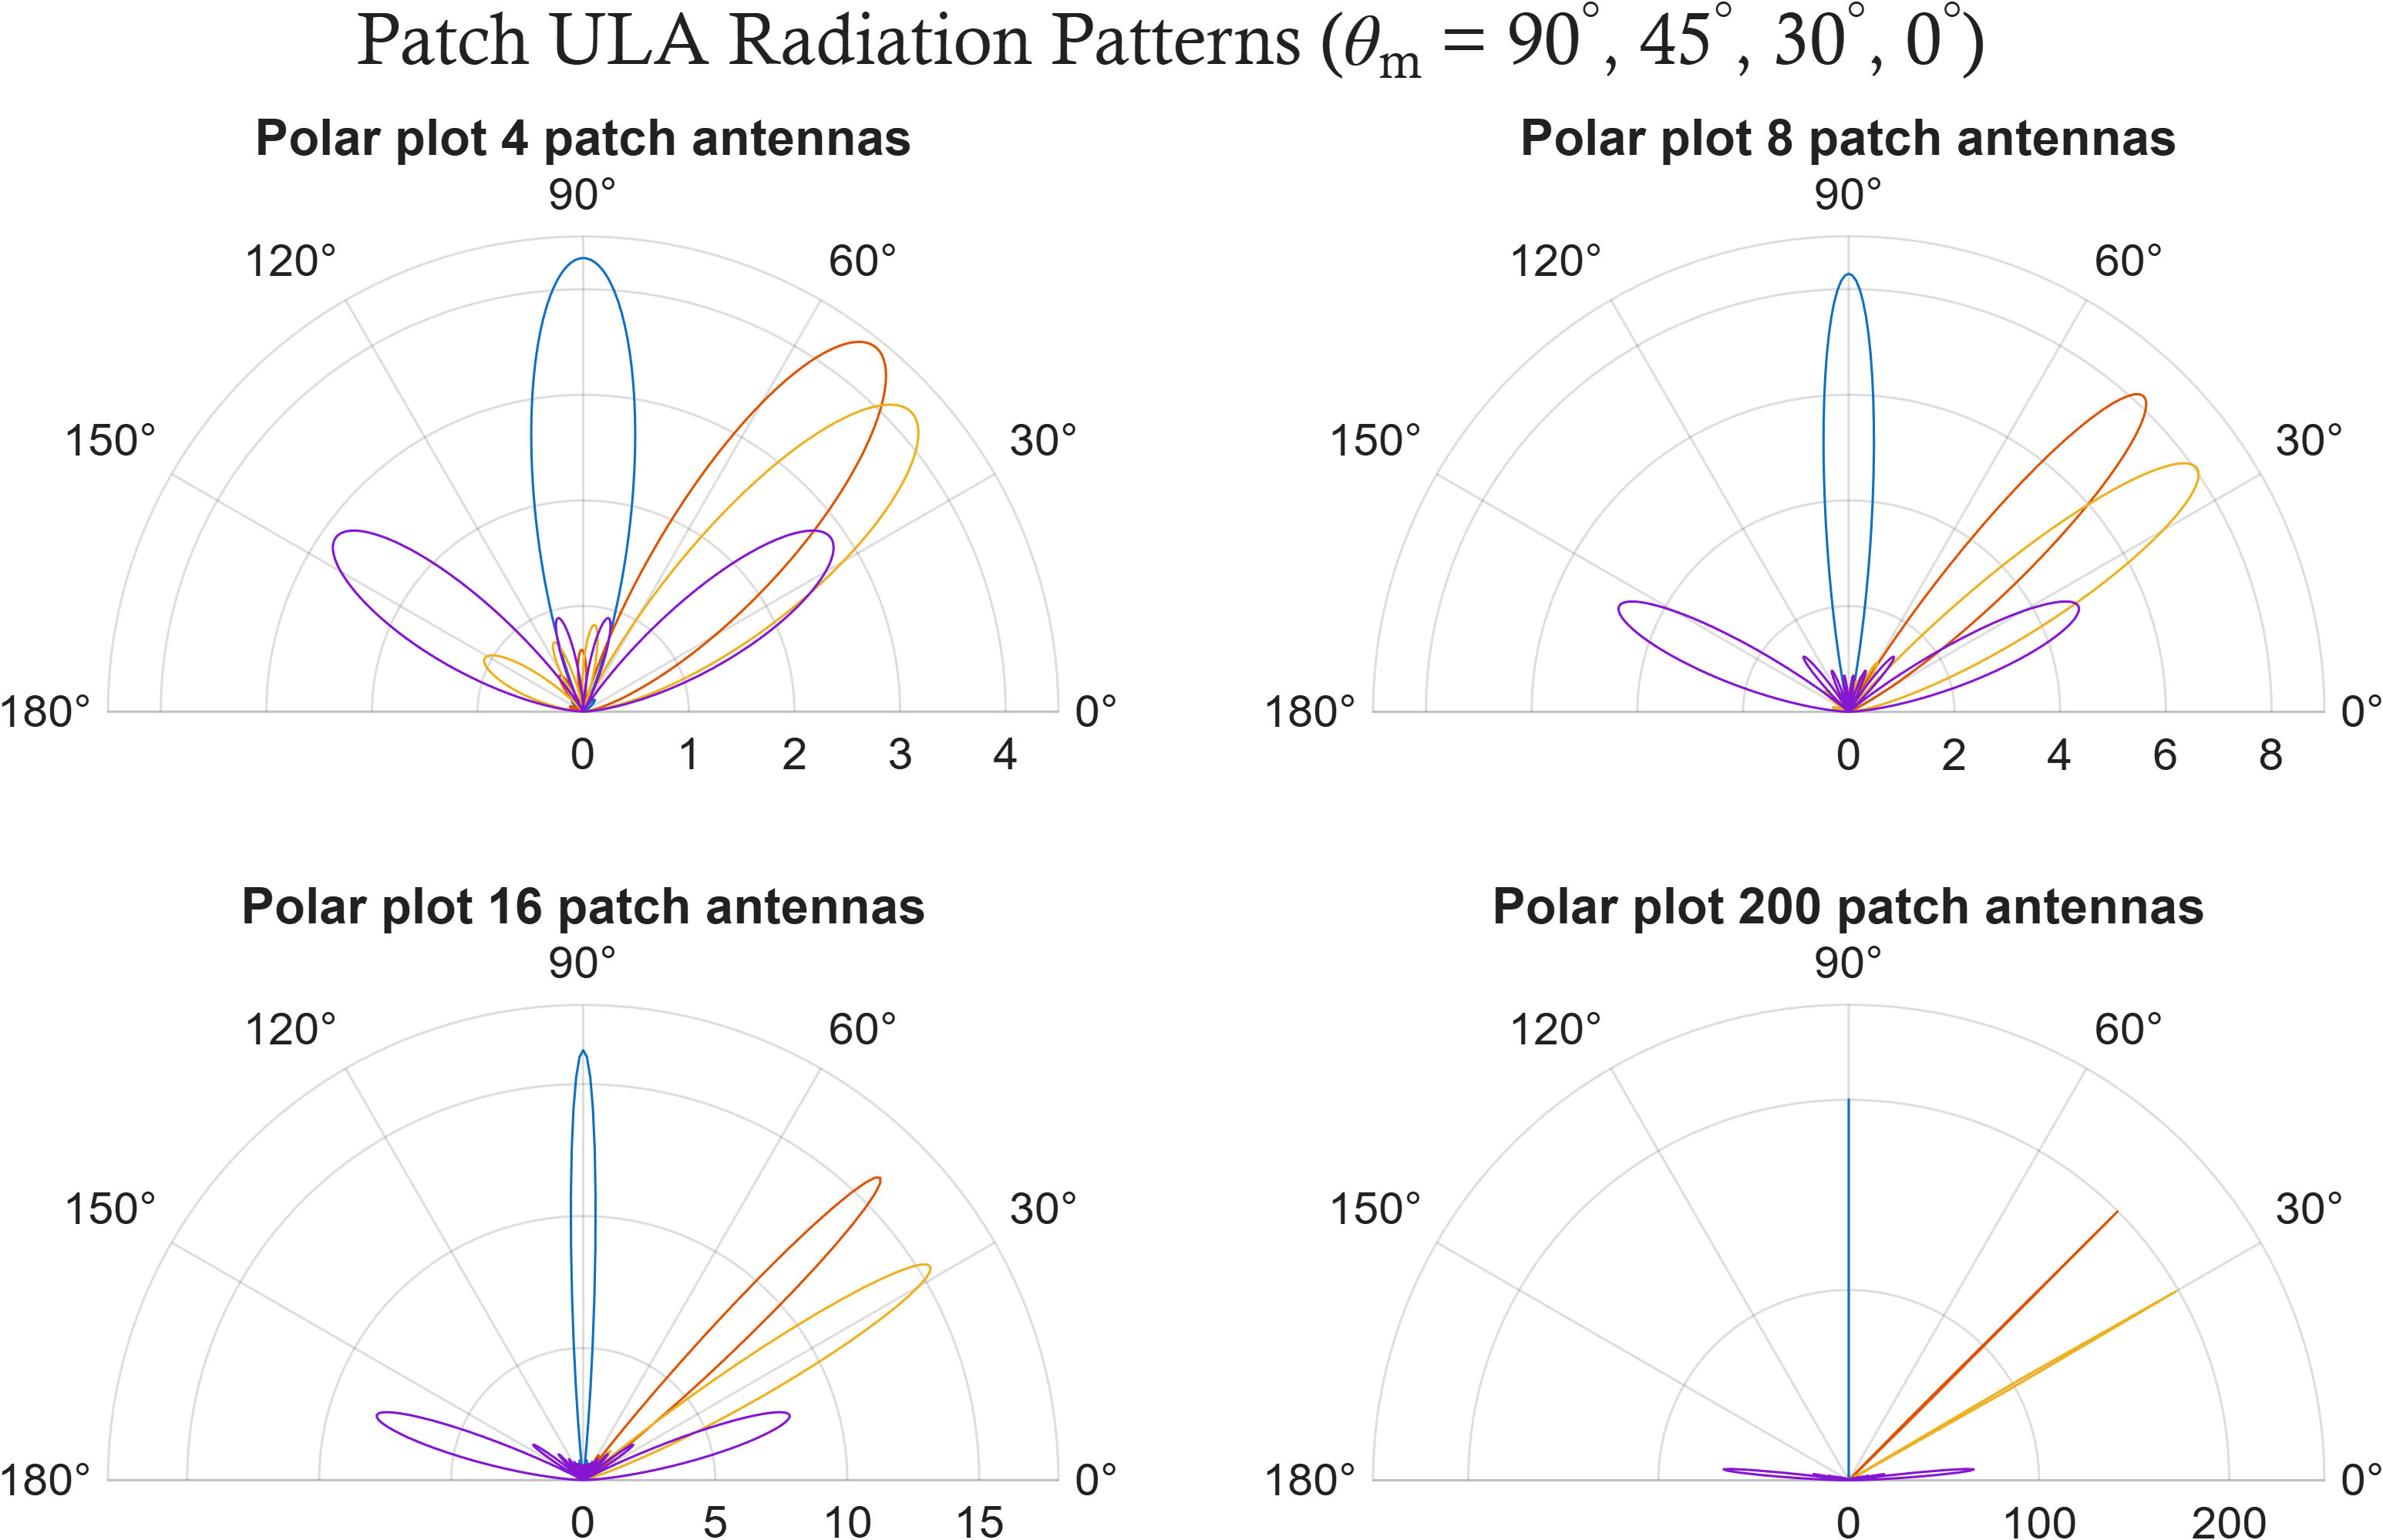 Patch ULA Radiation Patterns (θm = 90°, 45°, 30°, 0°)
Polar plot 4 patch antennas
90°
120° 60°
150° 30°
180° 0°
0 1 2 3 4
Polar plot 8 patch antennas
90°
120° 60°
150° 30°
180° 0°
0 2 4 6 8
Polar plot 16 patch antennas
90°
120° 60°
150° 30°
180° 0°
0 5 10 15
Polar plot 200 patch antennas
90°
120° 60°
150° 30°
180° 0°
0 100 200